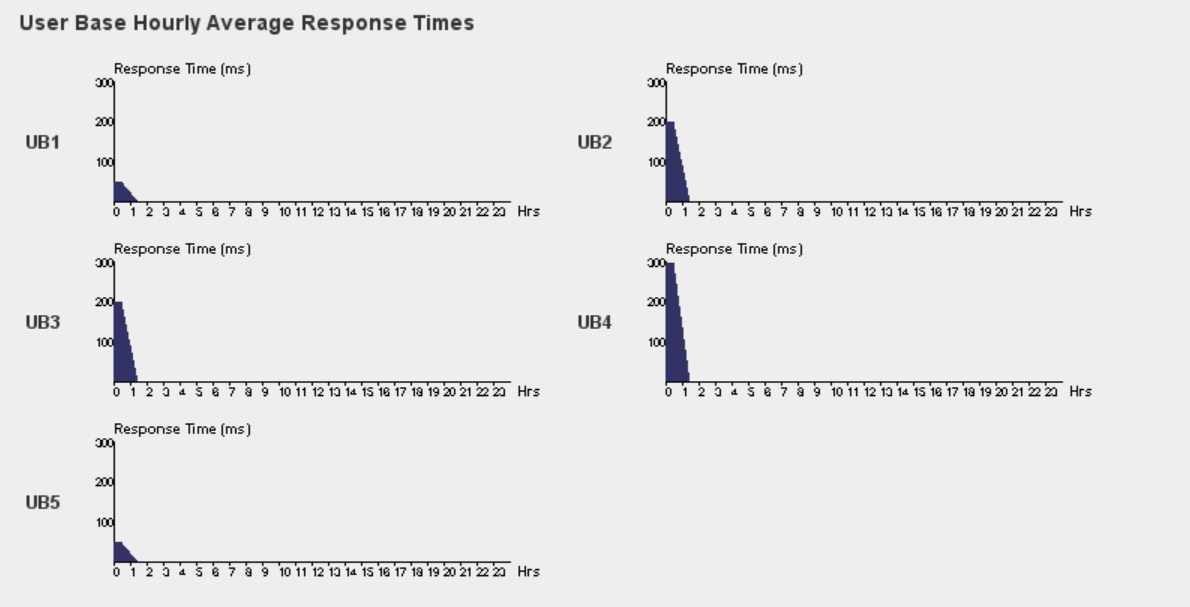 User Base Hourly Average Response Times
Response Time (ms)
300
200
100
UB1
0 1 2 3 4 5 6 7 8 9 10 11 12 13 14 15 16 17 18 19 20 21 22 23 Hrs
Response Time (ms)
300
200
100
UB2
0 1 2 3 4 5 6 7 8 9 10 11 12 13 14 15 16 17 18 19 20 21 22 23 Hrs
Response Time (ms)
300
200
100
UB3
0 1 2 3 4 5 6 7 8 9 10 11 12 13 14 15 16 17 18 19 20 21 22 23 Hrs
Response Time (ms)
300
200
100
UB4
0 1 2 3 4 5 6 7 8 9 10 11 12 13 14 15 16 17 18 19 20 21 22 23 Hrs
Response Time (ms)
300
200
100
UB5
0 1 2 3 4 5 6 7 8 9 10 11 12 13 14 15 16 17 18 19 20 21 22 23 Hrs